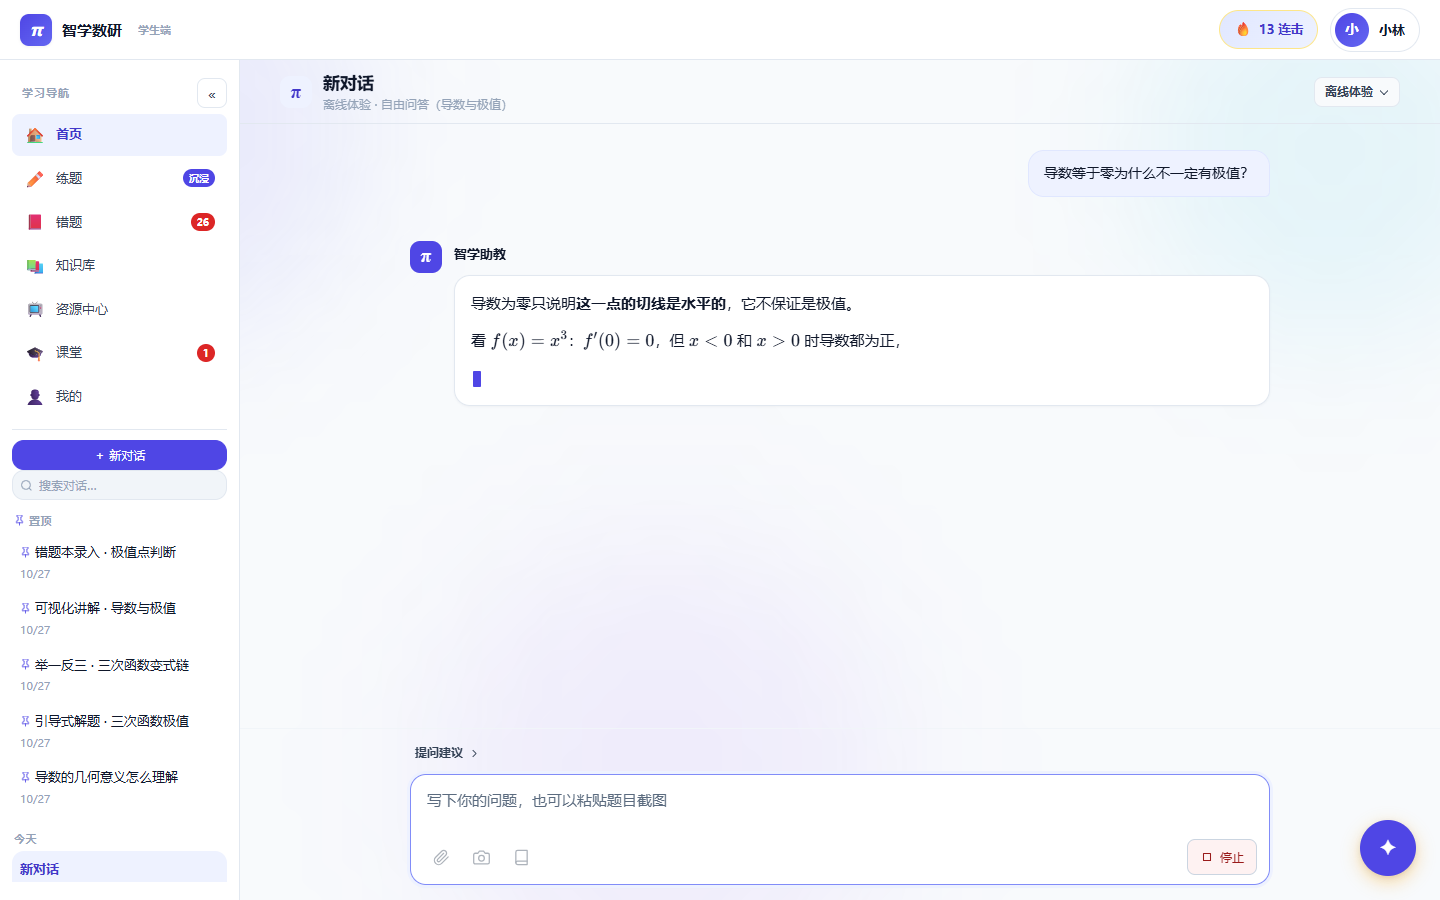 π 智学数研 学生端
13 连击
小 小林
学习导航
«
首页
练题 沉浸
错题 26
知识库
资源中心
课堂 1
我的
+ 新对话
搜索对话...
置顶
错题本录入 · 极值点判断
10/27
可视化讲解 · 导数与极值
10/27
举一反三 · 三次函数变式链
10/27
引导式解题 · 三次函数极值
10/27
导数的几何意义怎么理解
10/27
今天
新对话
π 新对话
离线体验 · 自由问答（导数与极值）
离线体验
导数等于零为什么不一定有极值？
π 智学助教
导数为零只说明这一点的切线是水平的，它不保证是极值。
看 f(x) = x³：f′(0) = 0，但 x < 0 和 x > 0 时导数都为正，
提问建议 >
写下你的问题，也可以粘贴题目截图
停止